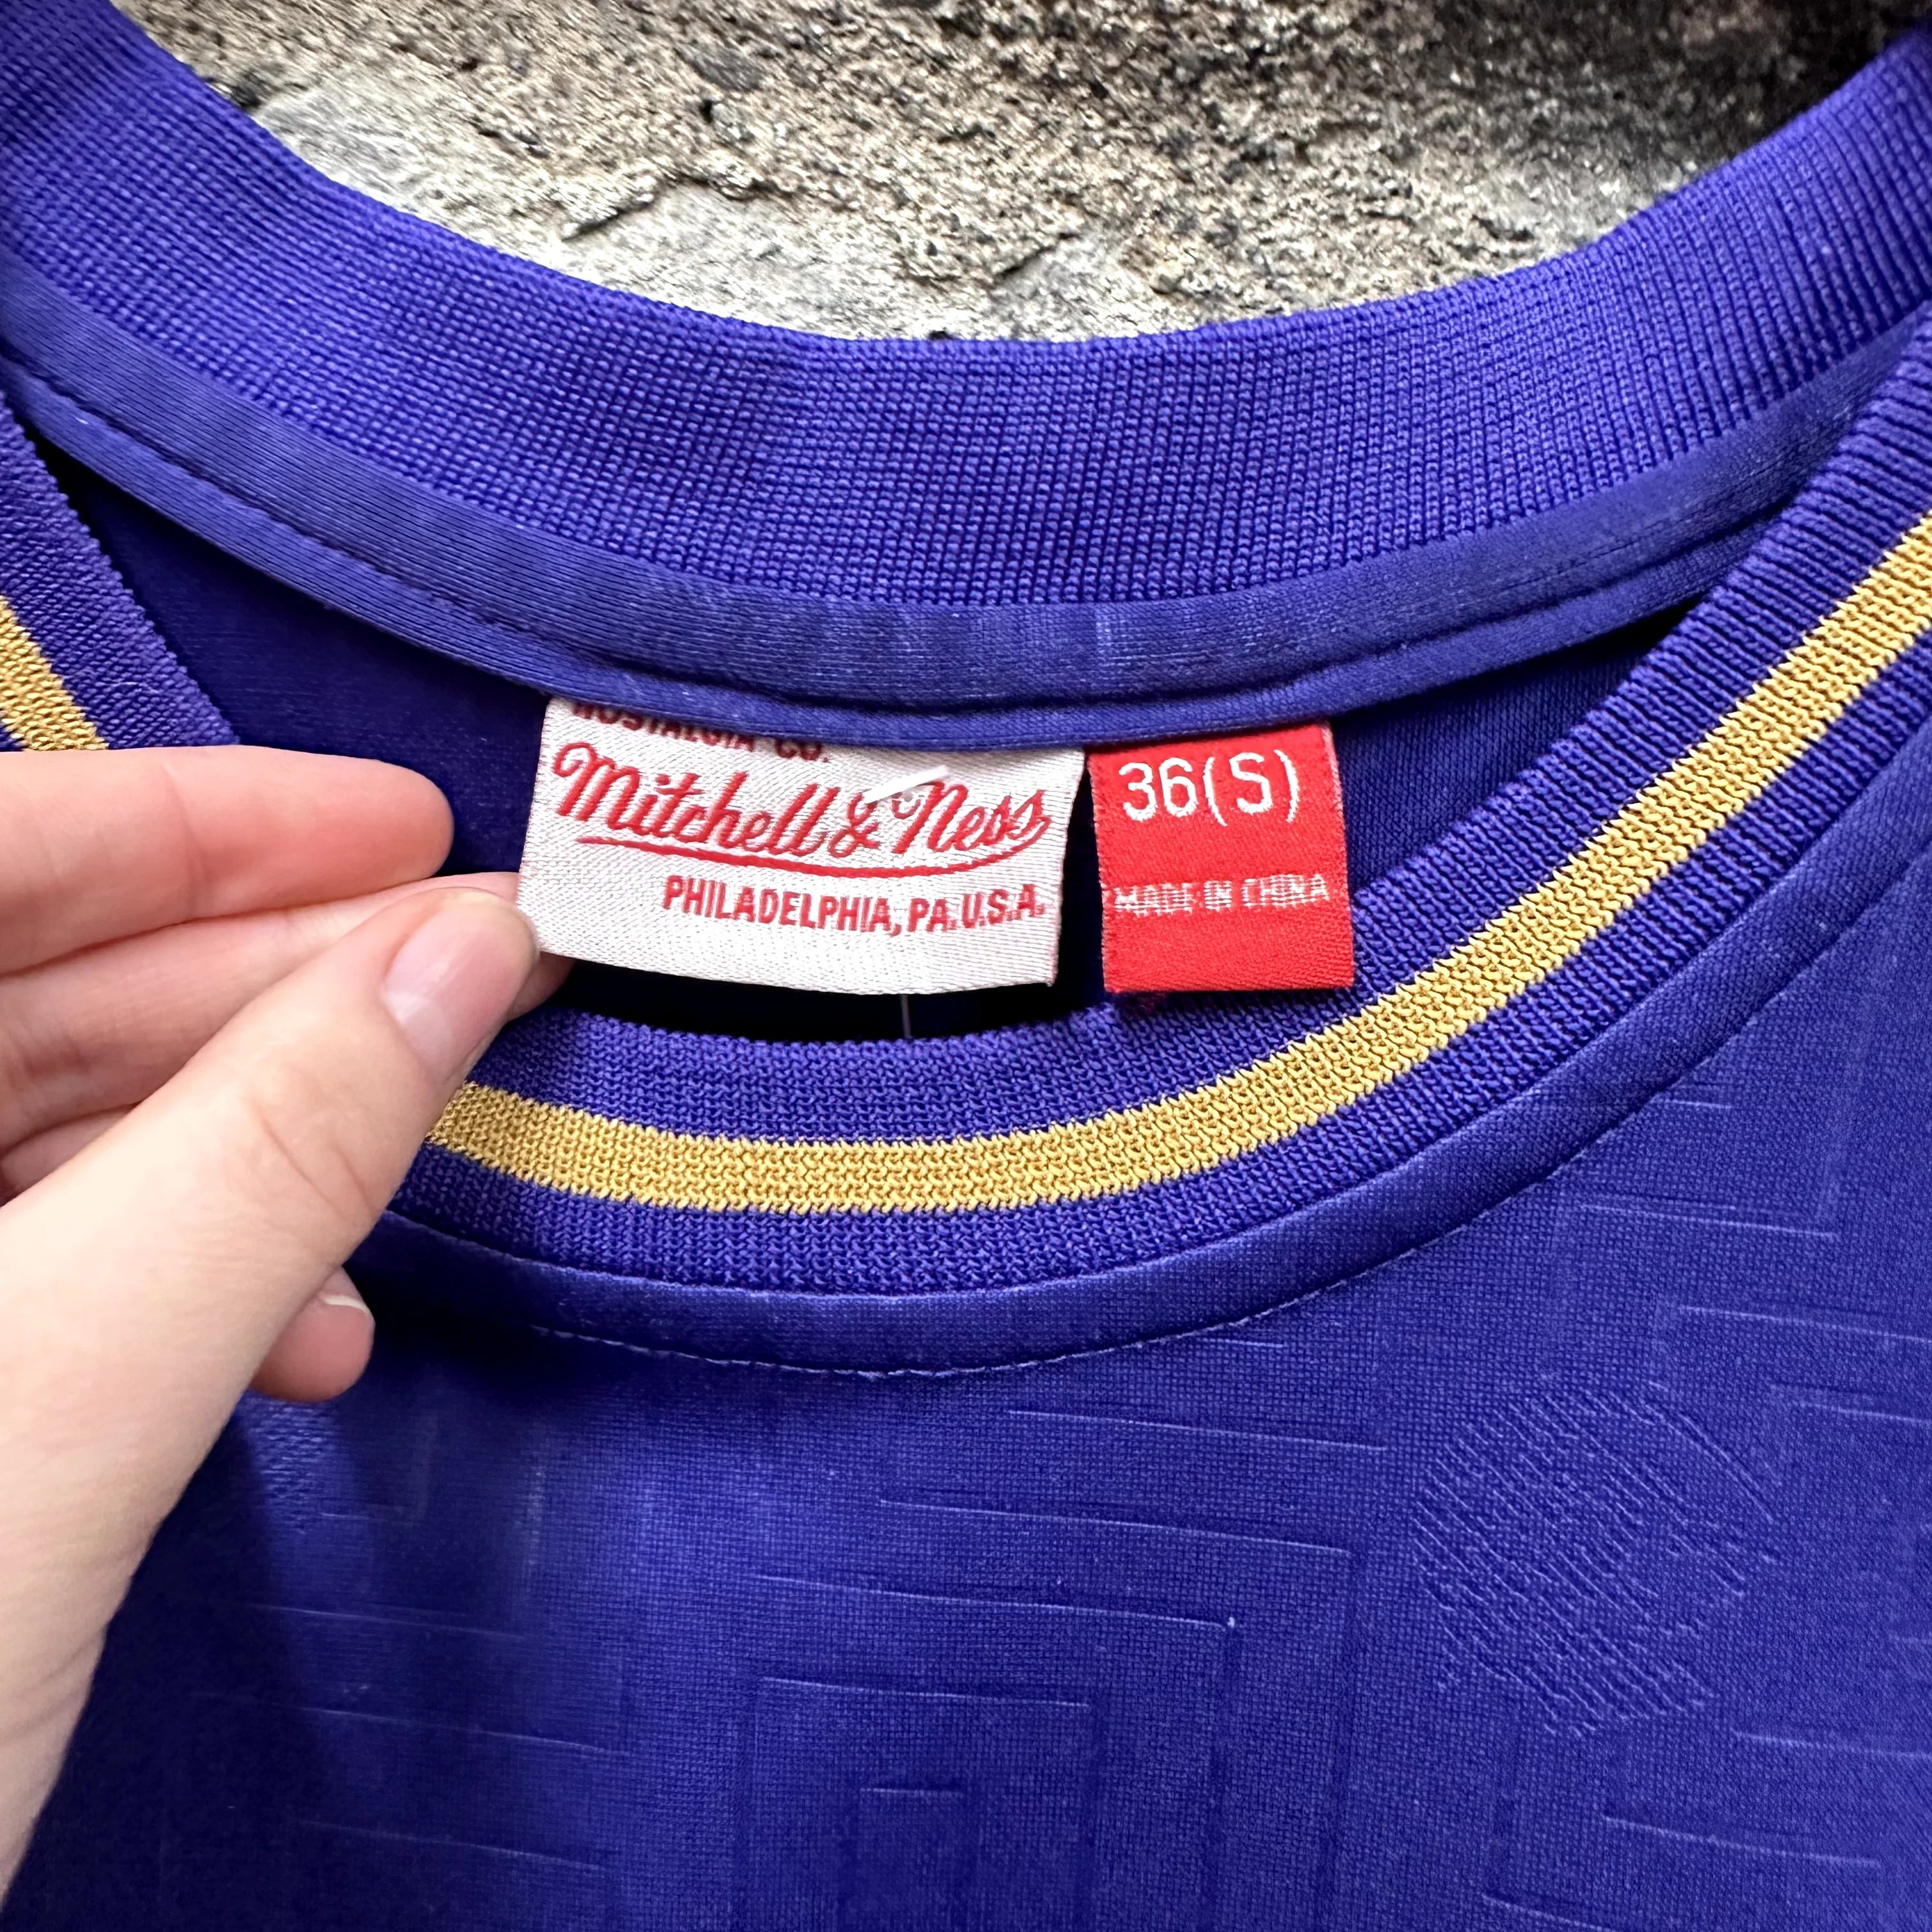 NOSTALGIA CO.
Mitchell & Ness
PHILADELPHIA, PA. U.S.A.
36(S)
MADE IN CHINA